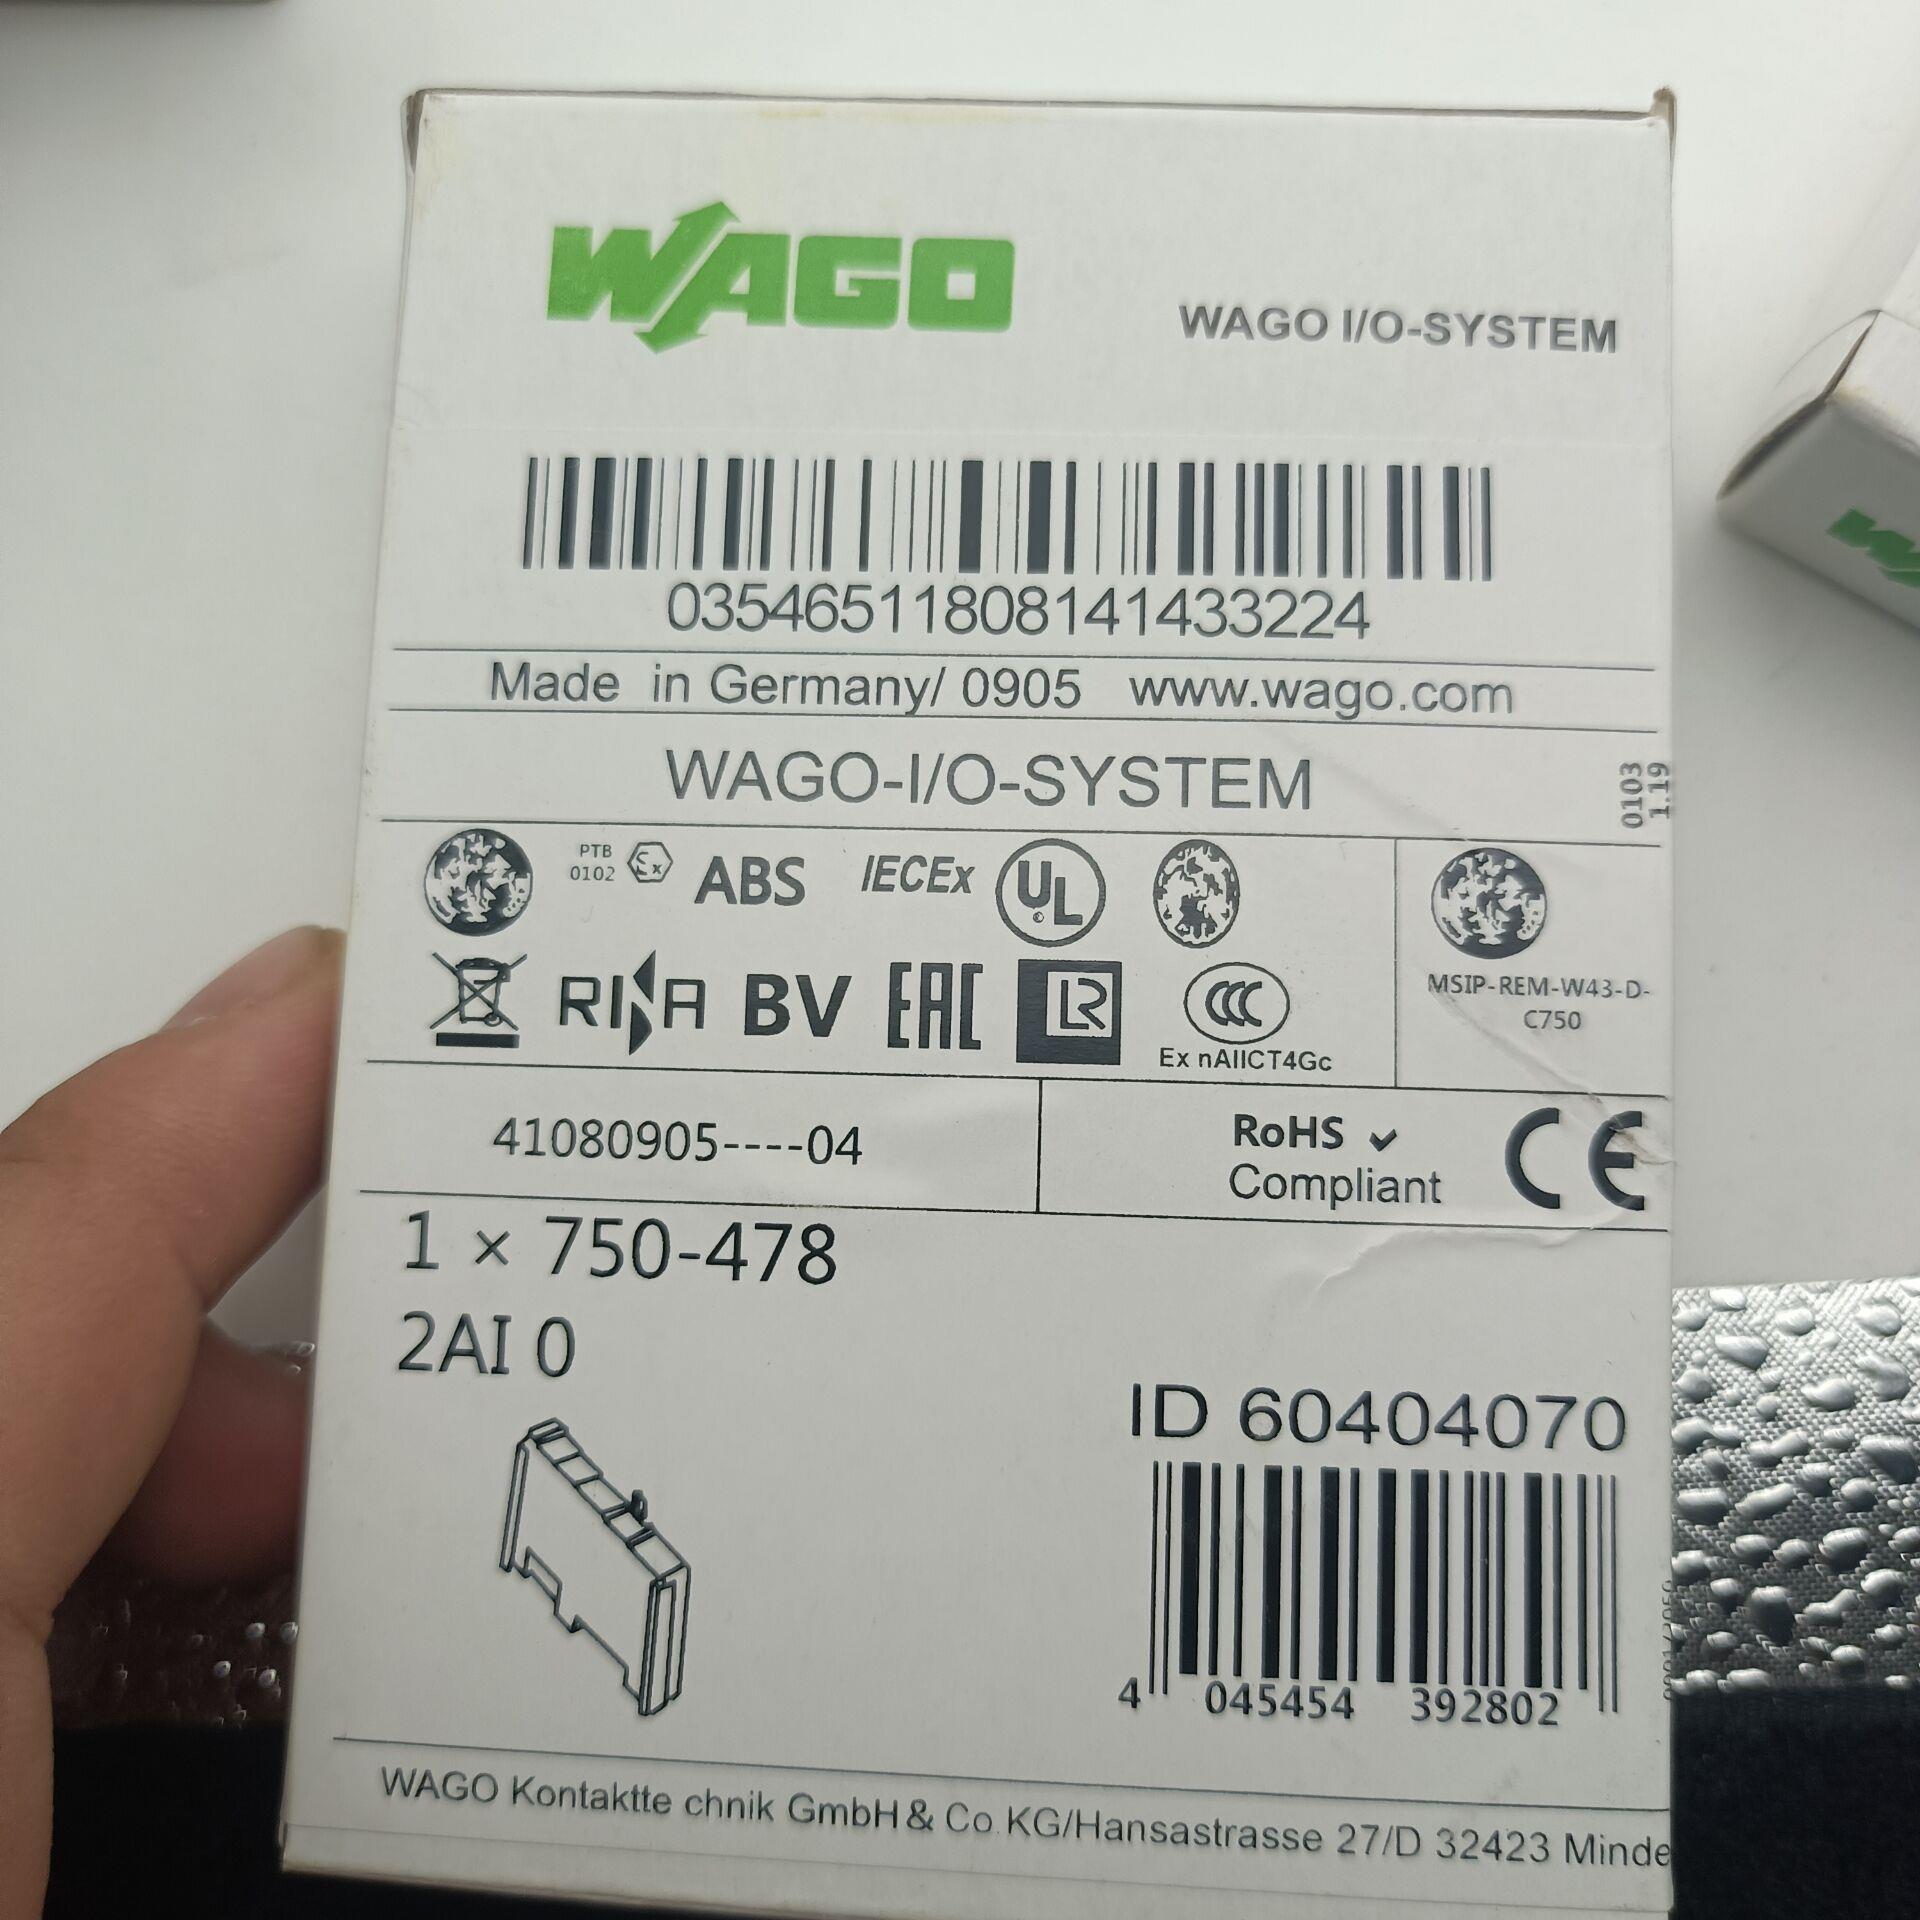 WAGO
WAGO I/O-SYSTEM
03546511808141433224
Made in Germany/ 0905 www.wago.com
WAGO-I/O-SYSTEM
0103
1.19
PTB
0102
Ex
ABS
IECEx
UL
RINA
BV
EAC
LR
CCC
Ex nAIICT4Gc
MSIP-REM-W43-D-
C750
41080905----04
RoHS ✓
Compliant
CE
1 × 750-478
2AI 0
ID 60404070
4 045454 392802
WAGO Kontaktte chnik GmbH & Co.KG/Hansastrasse 27/D 32423 Minde